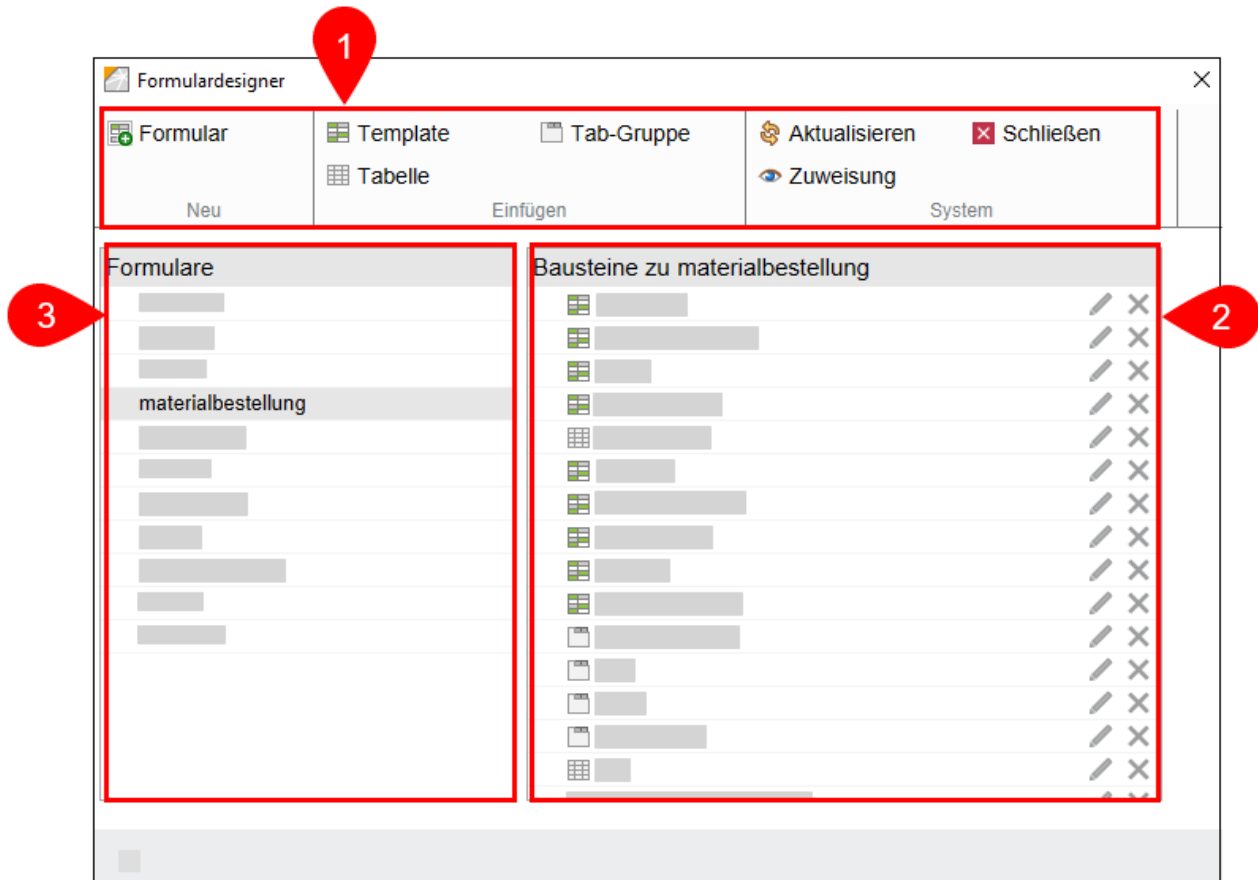 1
Formulardesigner
Formular
Template
Tab-Gruppe
Aktualisieren
Schließen
Tabelle
Zuweisung
Neu
Einfügen
System
Formulare
Bausteine zu materialbestellung
3
2
materialbestellung